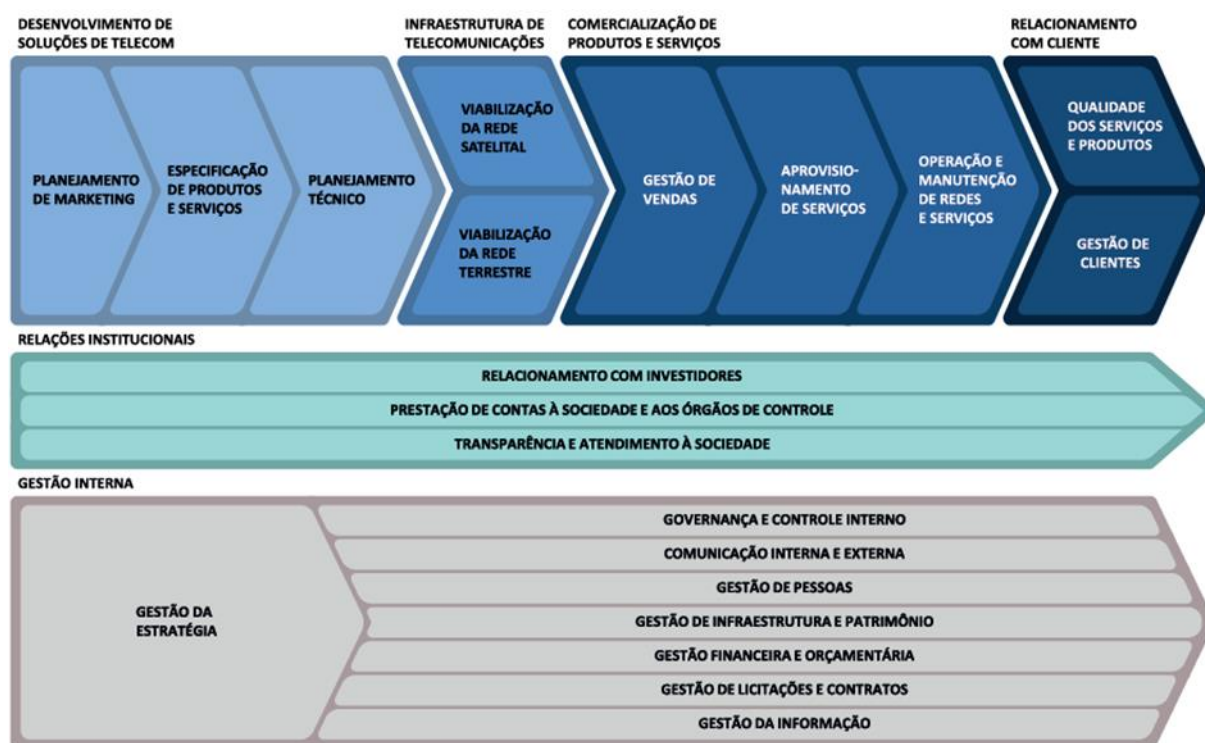 DESENVOLVIMENTO DE
SOLUÇÕES DE TELECOM
INFRAESTRUTURA DE
TELECOMUNICAÇÕES
COMERCIALIZAÇÃO DE
PRODUTOS E SERVIÇOS
RELACIONAMENTO
COM CLIENTE
PLANEJAMENTO
DE MARKETING
ESPECIFICAÇÃO
DE PRODUTOS
E SERVIÇOS
PLANEJAMENTO
TÉCNICO
VIABILIZAÇÃO
DA REDE
SATELITAL
VIABILIZAÇÃO
DA REDE
TERRESTRE
GESTÃO DE
VENDAS
APROVISIO-
NAMENTO
DE SERVIÇOS
OPERAÇÃO E
MANUTENÇÃO
DE REDES
E SERVIÇOS
QUALIDADE
DOS SERVIÇOS
E PRODUTOS
GESTÃO DE
CLIENTES
RELAÇÕES INSTITUCIONAIS
RELACIONAMENTO COM INVESTIDORES
PRESTAÇÃO DE CONTAS À SOCIEDADE E AOS ÓRGÃOS DE CONTROLE
TRANSPARÊNCIA E ATENDIMENTO À SOCIEDADE
GESTÃO INTERNA
GESTÃO DA
ESTRATÉGIA
GOVERNANÇA E CONTROLE INTERNO
COMUNICAÇÃO INTERNA E EXTERNA
GESTÃO DE PESSOAS
GESTÃO DE INFRAESTRUTURA E PATRIMÔNIO
GESTÃO FINANCEIRA E ORÇAMENTÁRIA
GESTÃO DE LICITAÇÕES E CONTRATOS
GESTÃO DA INFORMAÇÃO